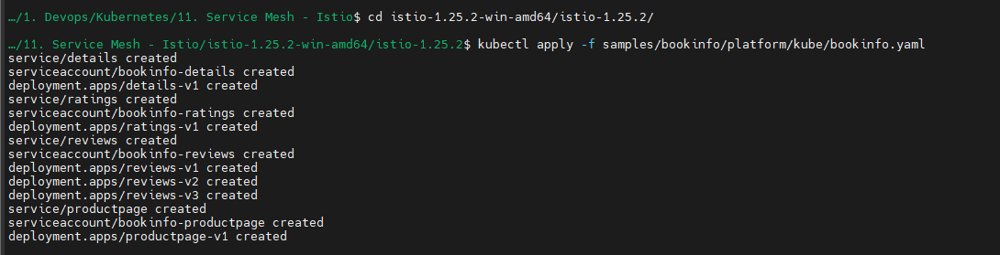 …/1. Devops/Kubernetes/11. Service Mesh - Istio$ cd istio-1.25.2-win-amd64/istio-1.25.2/
…/11. Service Mesh - Istio/istio-1.25.2-win-amd64/istio-1.25.2$ kubectl apply -f samples/bookinfo/platform/kube/bookinfo.yaml
service/details created
serviceaccount/bookinfo-details created
deployment.apps/details-v1 created
service/ratings created
serviceaccount/bookinfo-ratings created
deployment.apps/ratings-v1 created
service/reviews created
serviceaccount/bookinfo-reviews created
deployment.apps/reviews-v1 created
deployment.apps/reviews-v2 created
deployment.apps/reviews-v3 created
service/productpage created
serviceaccount/bookinfo-productpage created
deployment.apps/productpage-v1 created